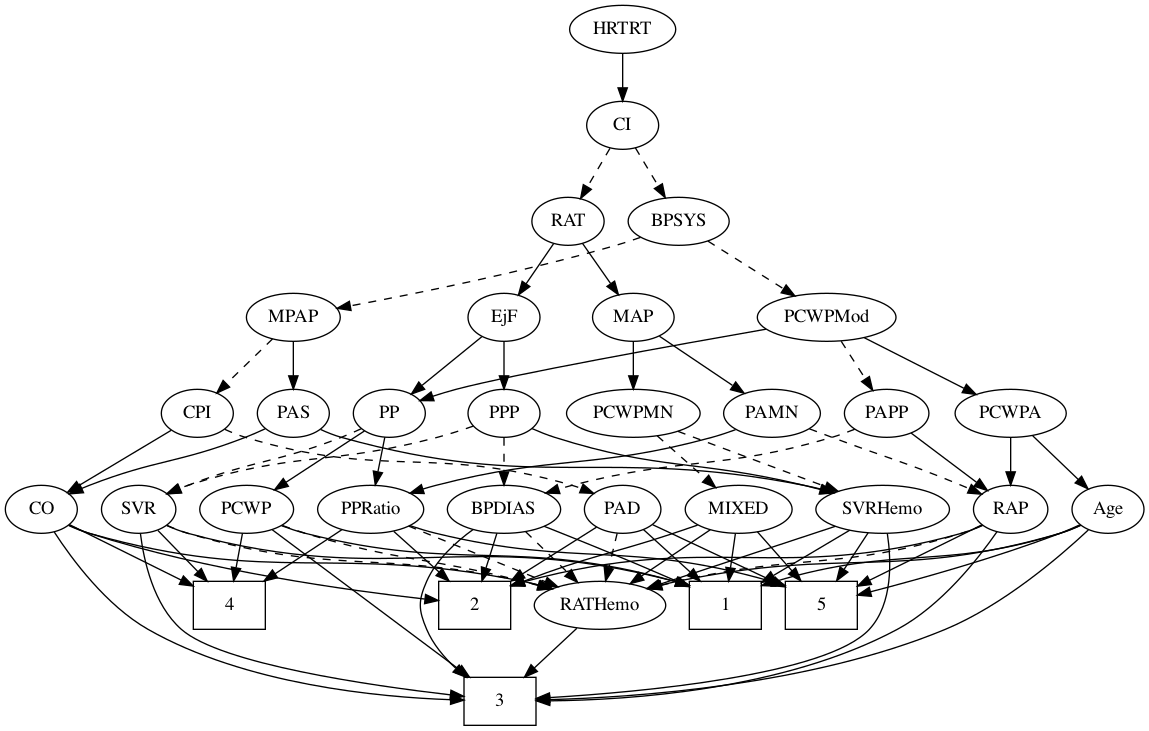 HRTRT
CI
RAT BPSYS
MPAP EjF MAP PCWPMod
CPI PAS PP PPP PCWPMN PAMN PAPP PCWPA
CO SVR PCWP PPRatio BPDIAS PAD MIXED SVRHemo RAP Age
4 2 RATHemo 1 5
3